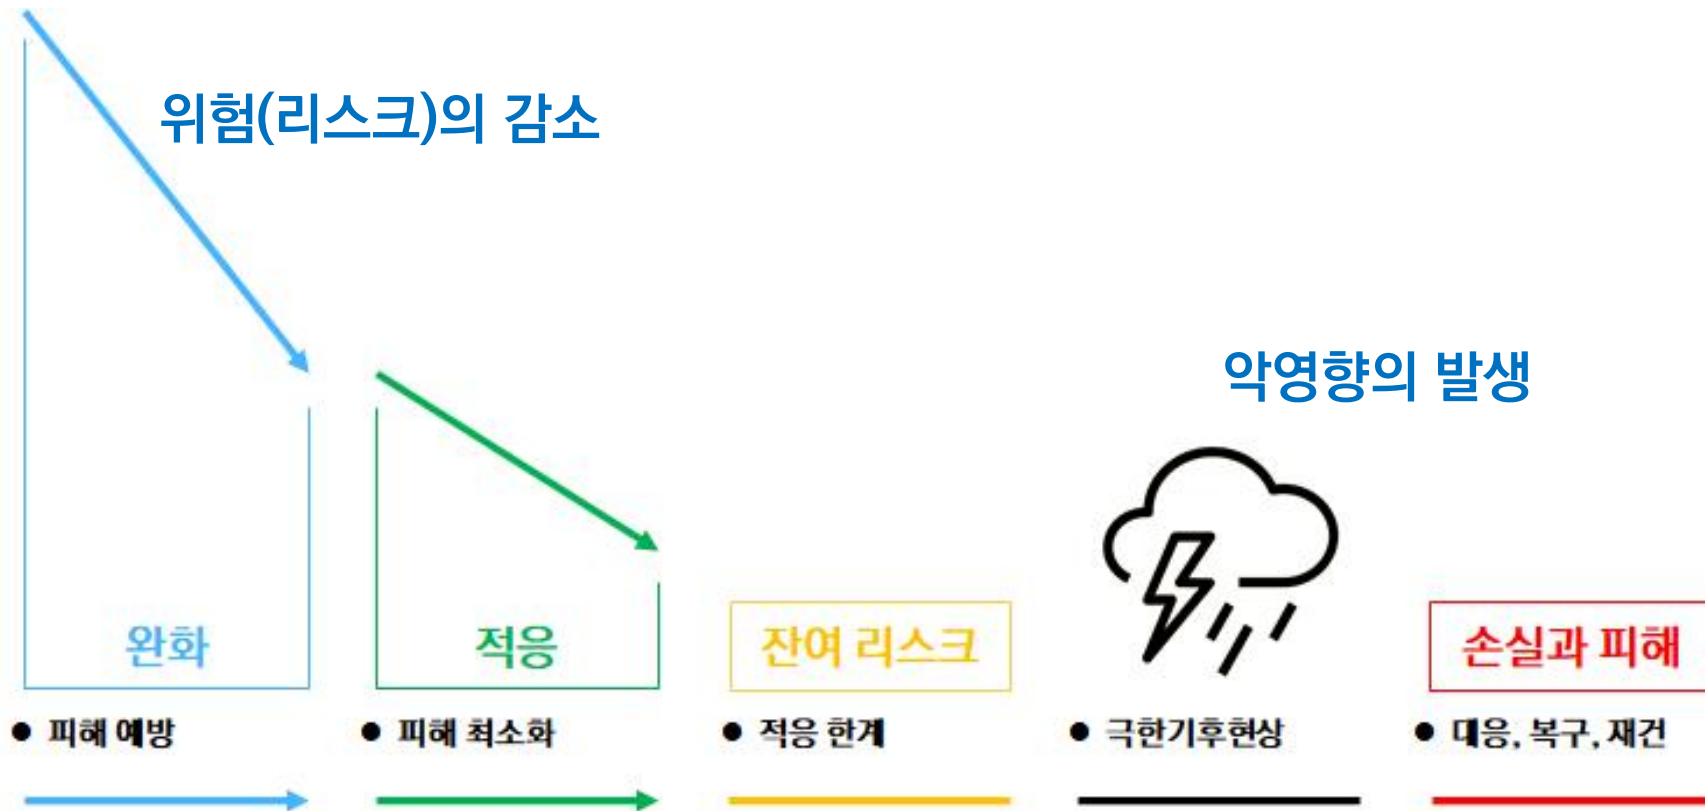 위험(리스크)의 감소
악영향의 발생
완화
적응
잔여 리스크
손실과 피해
● 피해 예방
● 피해 최소화
● 적응 한계
● 극한기후현상
● 대응, 복구, 재건